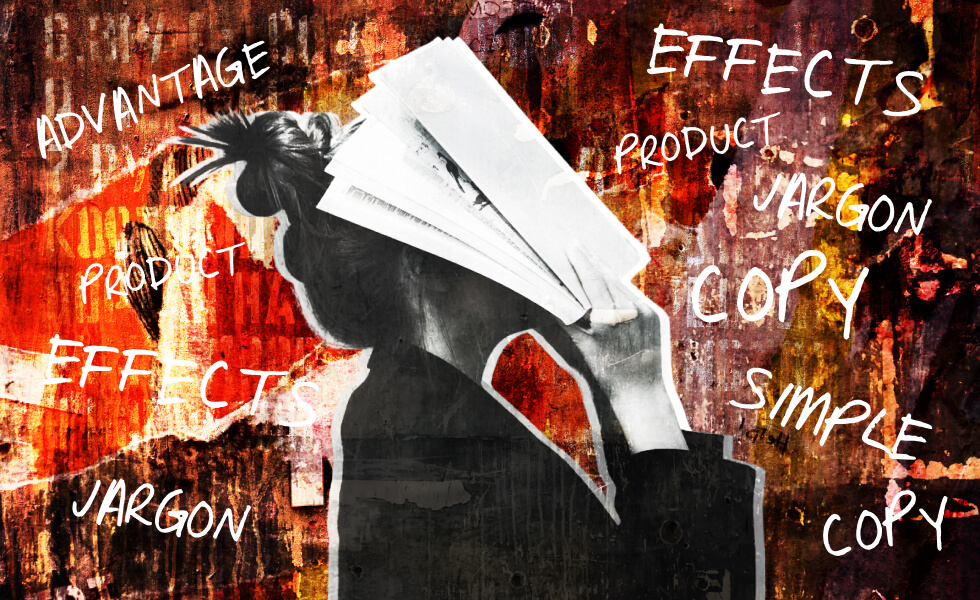 ADVANTAGE
EFFECTS
PRODUCT
JARGON
PRODUCT
COPY
EFFECTS
SIMPLE
JARGON
COPY